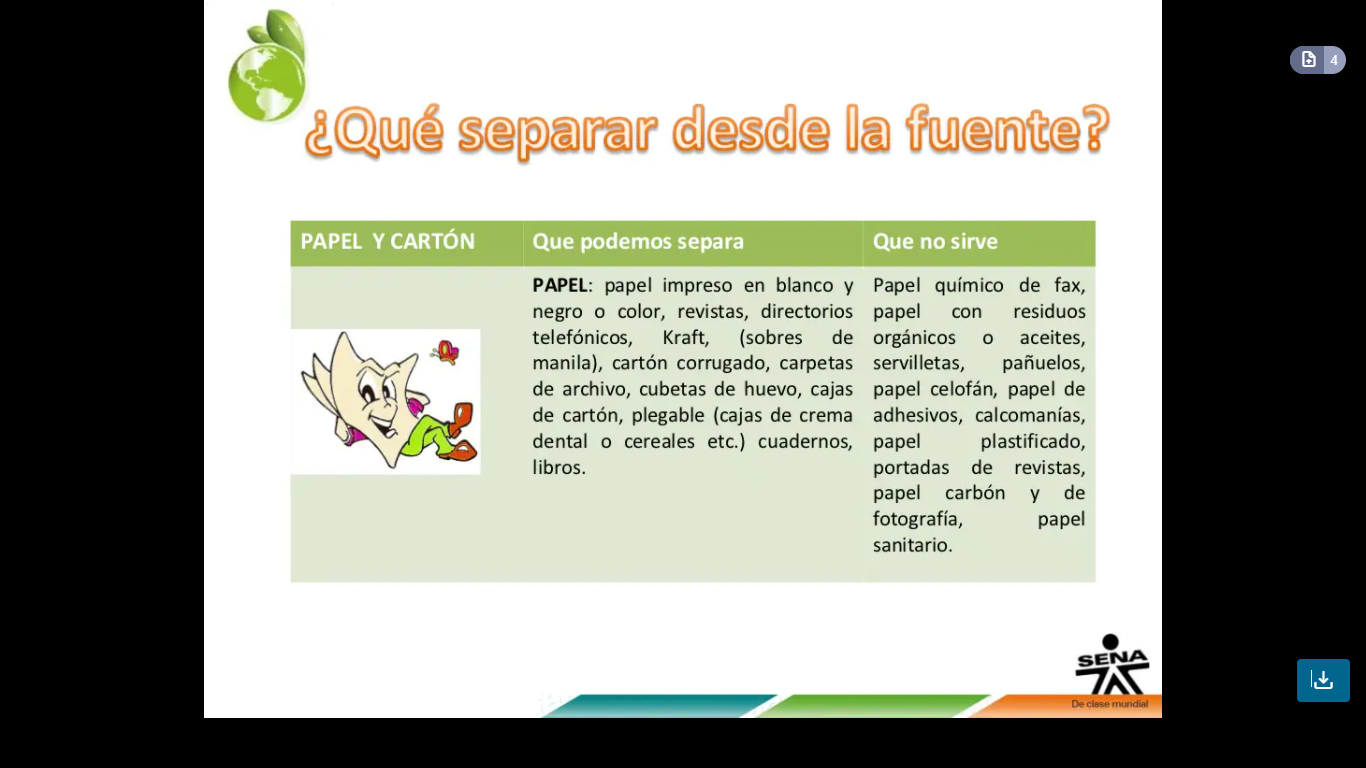 ¿Qué separar desde la fuente?
PAPEL Y CARTÓN
Que podemos separa
Que no sirve
PAPEL: papel impreso en blanco y
negro o color, revistas, directorios
telefónicos, Kraft, (sobres de
manila), cartón corrugado, carpetas
de archivo, cubetas de huevo, cajas
de cartón, plegable (cajas de crema
dental o cereales etc.) cuadernos,
libros.
Papel químico de fax,
papel con residuos
orgánicos o aceites,
servilletas, pañuelos,
papel celofán, papel de
adhesivos, calcomanías,
papel plastificado,
portadas de revistas,
papel carbón y de
fotografía, papel
sanitario.
SENA
De clase mundial
4